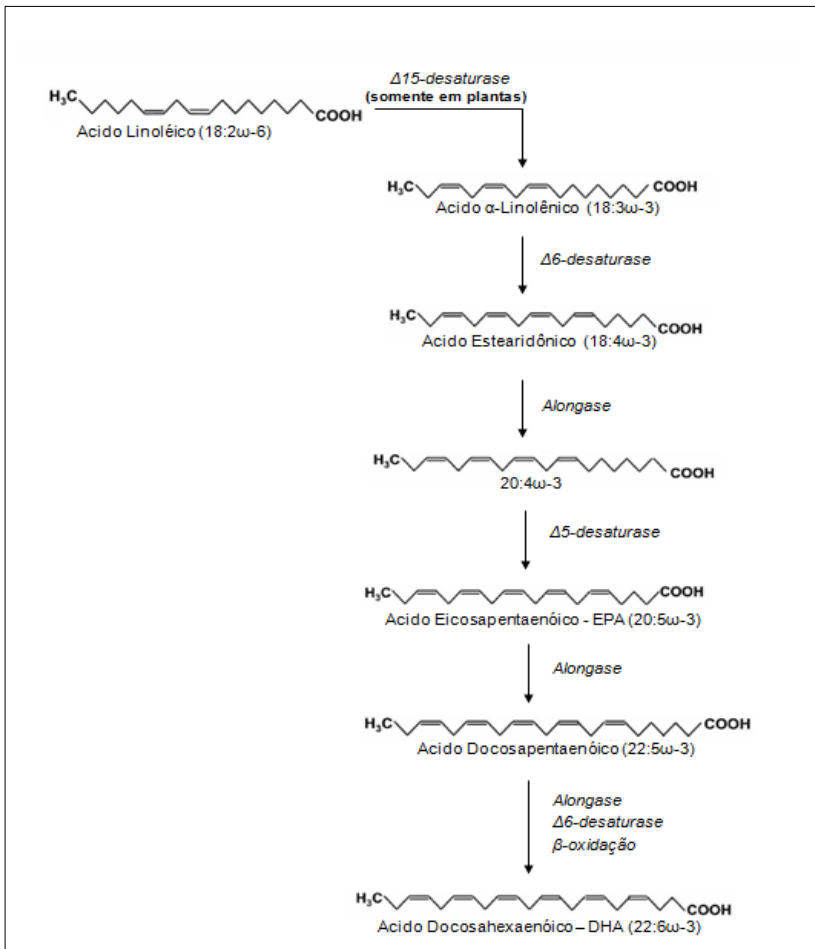 Δ15-desaturase
(somente em plantas)
H₃C COOH
Acido Linoléico (18:2ω-6)
H₃C COOH
Acido α-Linolênico (18:3ω-3)
Δ6-desaturase
H₃C COOH
Acido Estearidônico (18:4ω-3)
Alongase
H₃C COOH
20:4ω-3
Δ5-desaturase
H₃C COOH
Acido Eicosapentaenóico - EPA (20:5ω-3)
Alongase
H₃C COOH
Acido Docosapentaenóico (22:5ω-3)
Alongase
Δ6-desaturase
β-oxidação
H₃C COOH
Acido Docosahexaenóico – DHA (22:6ω-3)